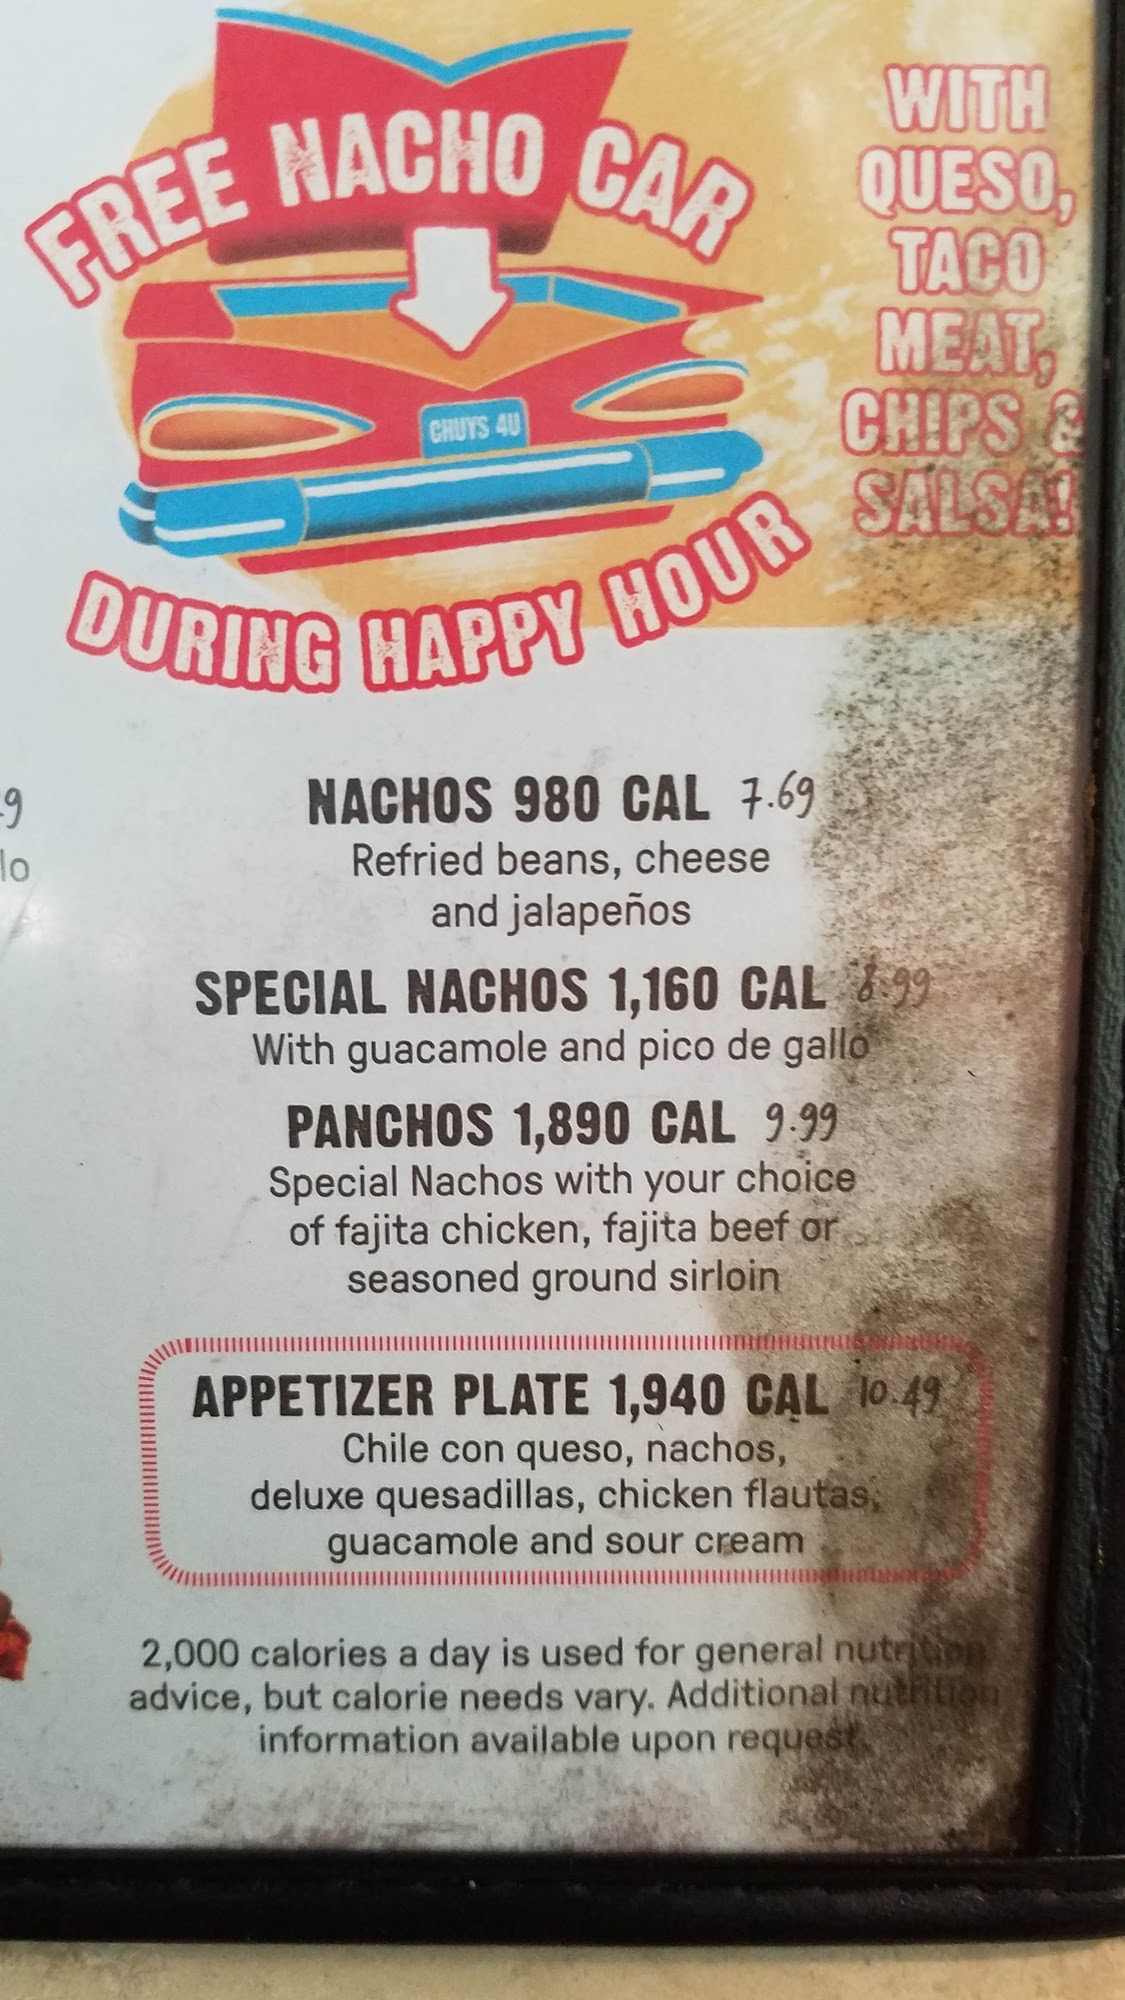 FREE NACHO CAR
CHUYS 4U
DURING HAPPY HOUR
WITH
QUESO,
TACO
MEAT,
CHIPS &
SALSA!
9
lo
NACHOS 980 CAL 7.69
Refried beans, cheese
and jalapeños
SPECIAL NACHOS 1,160 CAL 8.99
With guacamole and pico de gallo
PANCHOS 1,890 CAL 9.99
Special Nachos with your choice
of fajita chicken, fajita beef or
seasoned ground sirloin
APPETIZER PLATE 1,940 CAL 10.49
Chile con queso, nachos,
deluxe quesadillas, chicken flautas,
guacamole and sour cream
2,000 calories a day is used for general nutrition
advice, but calorie needs vary. Additional nutrition
information available upon request.